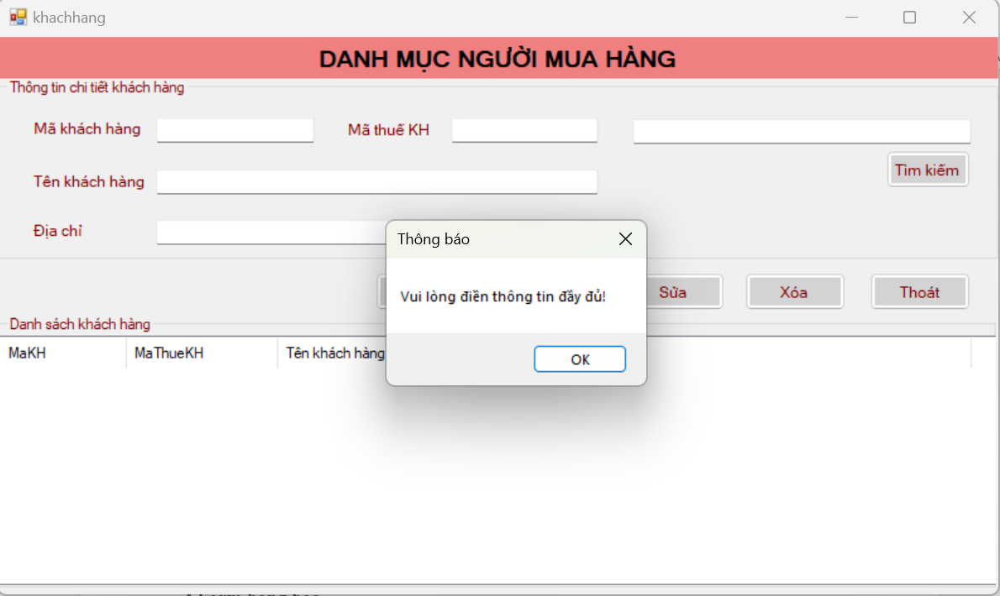 khachhang
DANH MỤC NGƯỜI MUA HÀNG
Thông tin chi tiết khách hàng
Mã khách hàng
Mã thuế KH
Tìm kiếm
Tên khách hàng
Địa chỉ
Thông báo
Vui lòng điền thông tin đầy đủ!
OK
Sửa
Xóa
Thoát
Danh sách khách hàng
MaKH
MaThueKH
Tên khách hàng